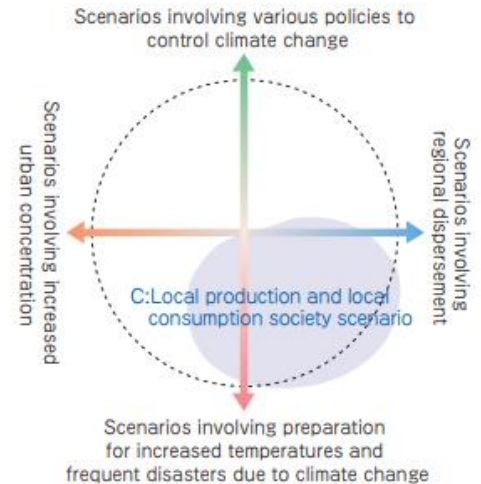 Scenarios involving various policies to
control climate change
Scenarios involving increased
urban concentration
Scenarios involving
regional dispersement
C:Local production and local
consumption society scenario
Scenarios involving preparation
for increased temperatures and
frequent disasters due to climate change